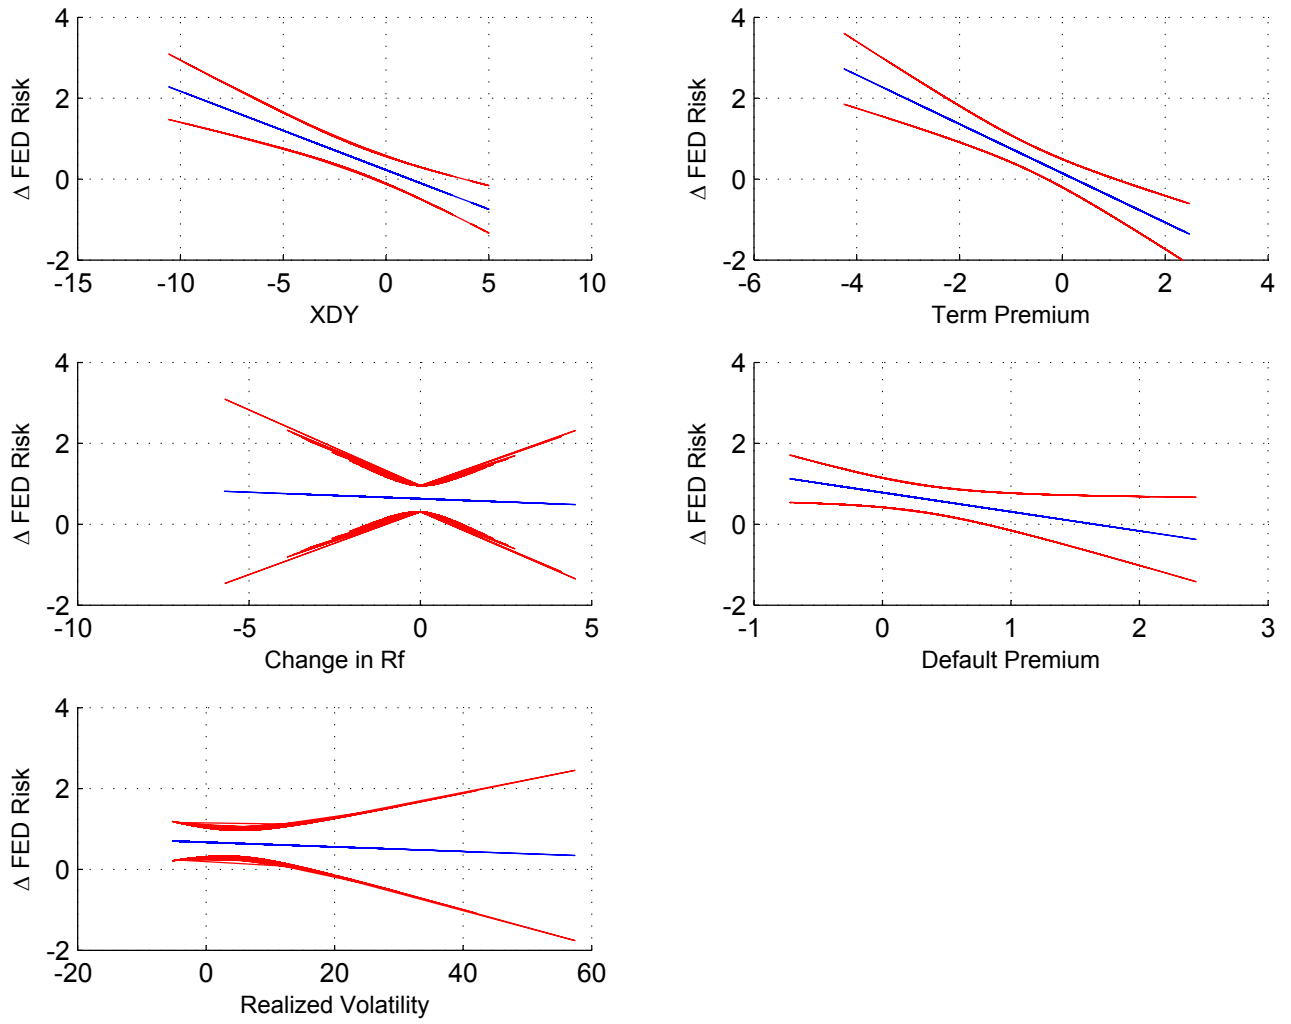 4
2
0
-2
Δ FED Risk
-15 -10 -5 0 5 10
XDY
4
2
0
-2
Δ FED Risk
-6 -4 -2 0 2 4
Term Premium
4
2
0
-2
Δ FED Risk
-10 -5 0 5
Change in Rf
4
2
0
-2
Δ FED Risk
-1 0 1 2 3
Default Premium
4
2
0
-2
Δ FED Risk
-20 0 20 40 60
Realized Volatility